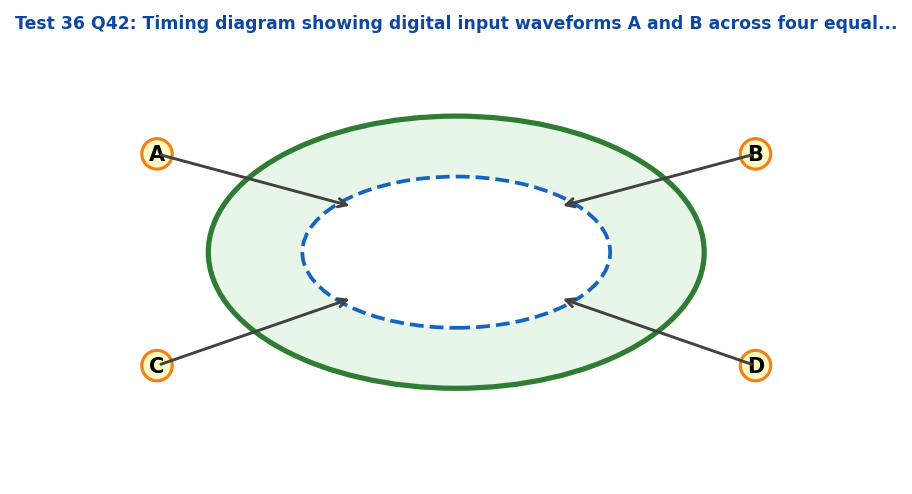 Test 36 Q42: Timing diagram showing digital input waveforms A and B across four equal...
A
B
C
D